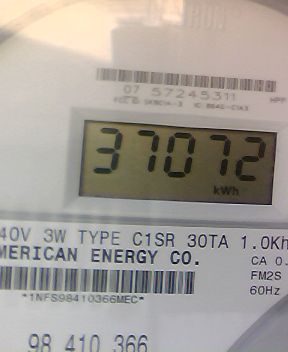 07 57245311
37072
kWh
40V 3W TYPE C1SR 30TA 1.0Kh
MERICAN ENERGY CO.
CA 0.
FM2S
60Hz
*1NFS98410366MEC*
98 410 366